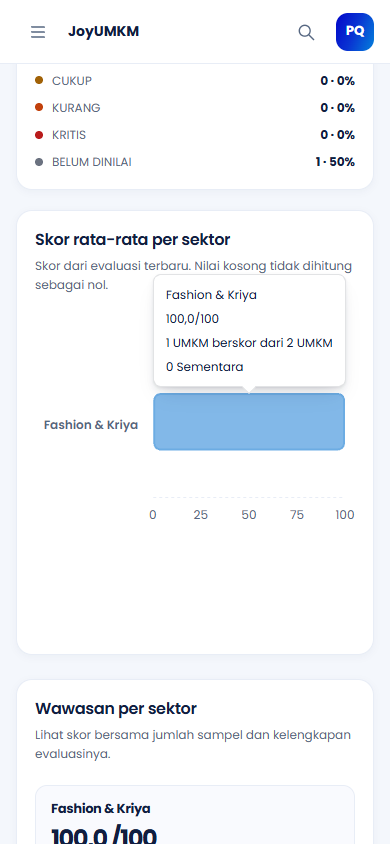 JoyUMKM
PQ
CUKUP 0 · 0%
KURANG 0 · 0%
KRITIS 0 · 0%
BELUM DINILAI 1 · 50%
Skor rata-rata per sektor
Skor dari evaluasi terbaru. Nilai kosong tidak dihitung
sebagai nol.
Fashion & Kriya
100,0/100
1 UMKM berskor dari 2 UMKM
0 Sementara
Fashion & Kriya
0 25 50 75 100
Wawasan per sektor
Lihat skor bersama jumlah sampel dan kelengkapan
evaluasinya.
Fashion & Kriya
100,0 /100